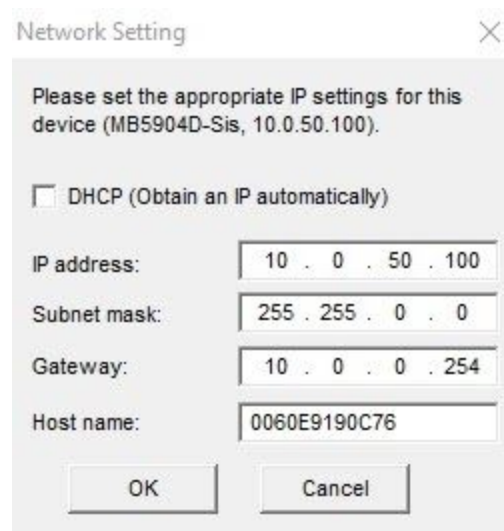 Network Setting
Please set the appropriate IP settings for this
device (MB5904D-Sis, 10.0.50.100).
DHCP (Obtain an IP automatically)
IP address: 10 . 0 . 50 . 100
Subnet mask: 255 . 255 . 0 . 0
Gateway: 10 . 0 . 0 . 254
Host name: 0060E9190C76
OK Cancel